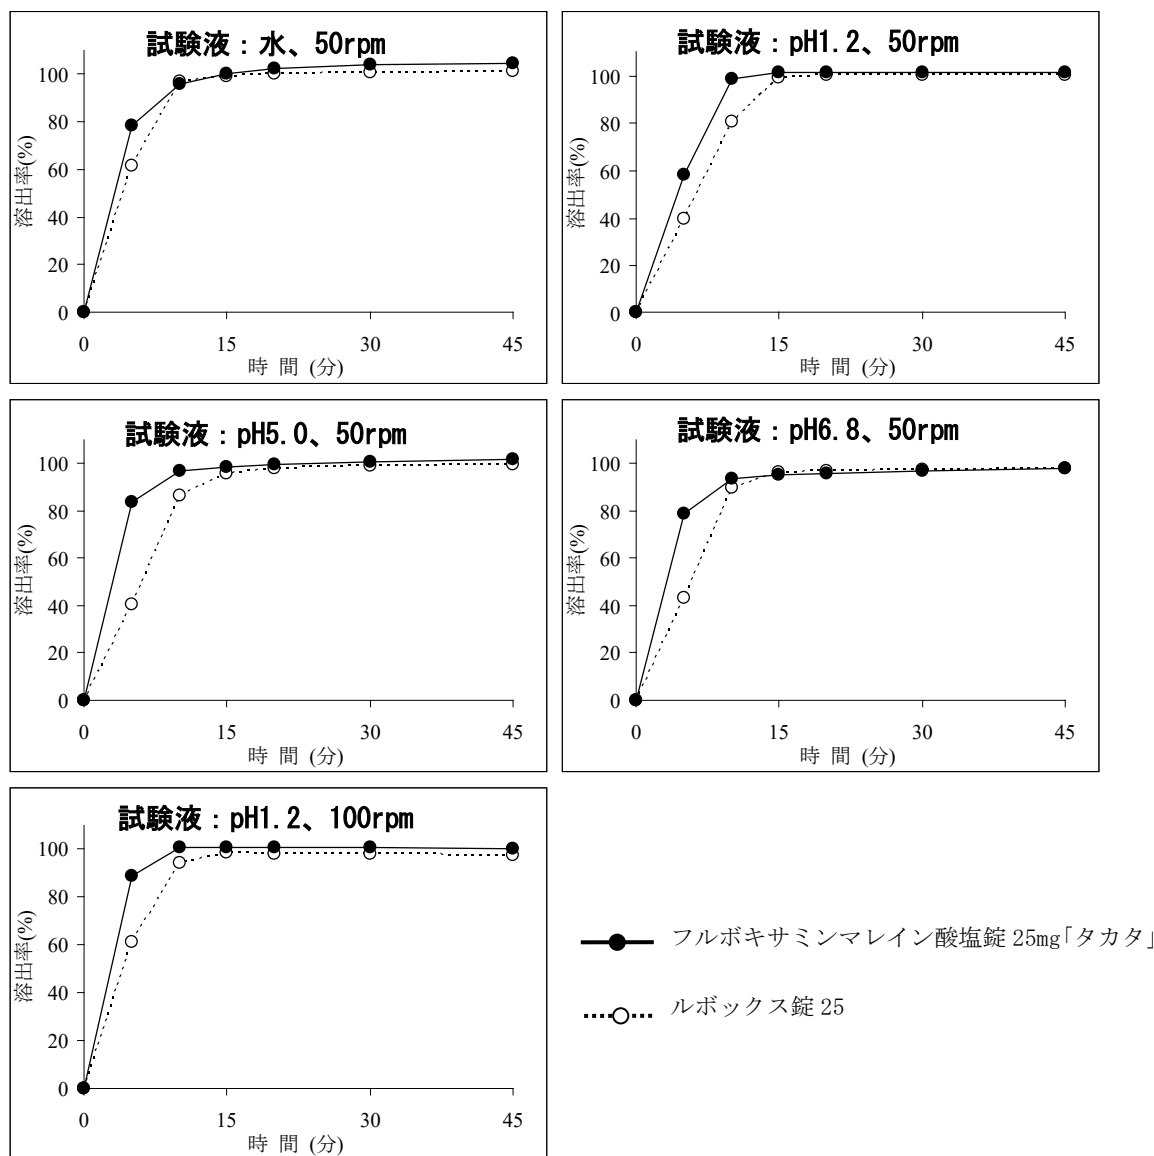 試験液：水、50rpm
溶出率(%)
100
80
60
40
20
0
0 15 30 45
時 間 (分)
試験液：pH1.2、50rpm
溶出率(%)
100
80
60
40
20
0
0 15 30 45
時 間 (分)
試験液：pH5.0、50rpm
溶出率(%)
100
80
60
40
20
0
0 15 30 45
時 間 (分)
試験液：pH6.8、50rpm
溶出率(%)
100
80
60
40
20
0
0 15 30 45
時 間 (分)
試験液：pH1.2、100rpm
溶出率(%)
100
80
60
40
20
0
0 15 30 45
時 間 (分)
フルボキサミンマレイン酸塩錠 25mg「タカタ」
ルボックス錠 25